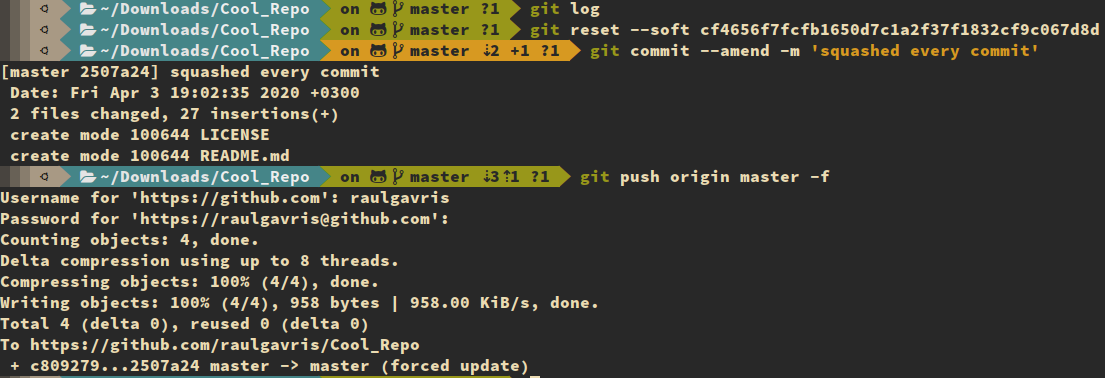 ~/Downloads/Cool_Repo on master ?1 git log
~/Downloads/Cool_Repo on master ?1 git reset --soft cf4656f7fcfb1650d7c1a2f37f1832cf9c067d8d
~/Downloads/Cool_Repo on master ⇣2 +1 ?1 git commit --amend -m 'squashed every commit'
[master 2507a24] squashed every commit
Date: Fri Apr 3 19:02:35 2020 +0300
2 files changed, 27 insertions(+)
create mode 100644 LICENSE
create mode 100644 README.md
~/Downloads/Cool_Repo on master ⇣3⇡1 ?1 git push origin master -f
Username for 'https://github.com': raulgavris
Password for 'https://raulgavris@github.com':
Counting objects: 4, done.
Delta compression using up to 8 threads.
Compressing objects: 100% (4/4), done.
Writing objects: 100% (4/4), 958 bytes | 958.00 KiB/s, done.
Total 4 (delta 0), reused 0 (delta 0)
To https://github.com/raulgavris/Cool_Repo
+ c809279...2507a24 master -> master (forced update)